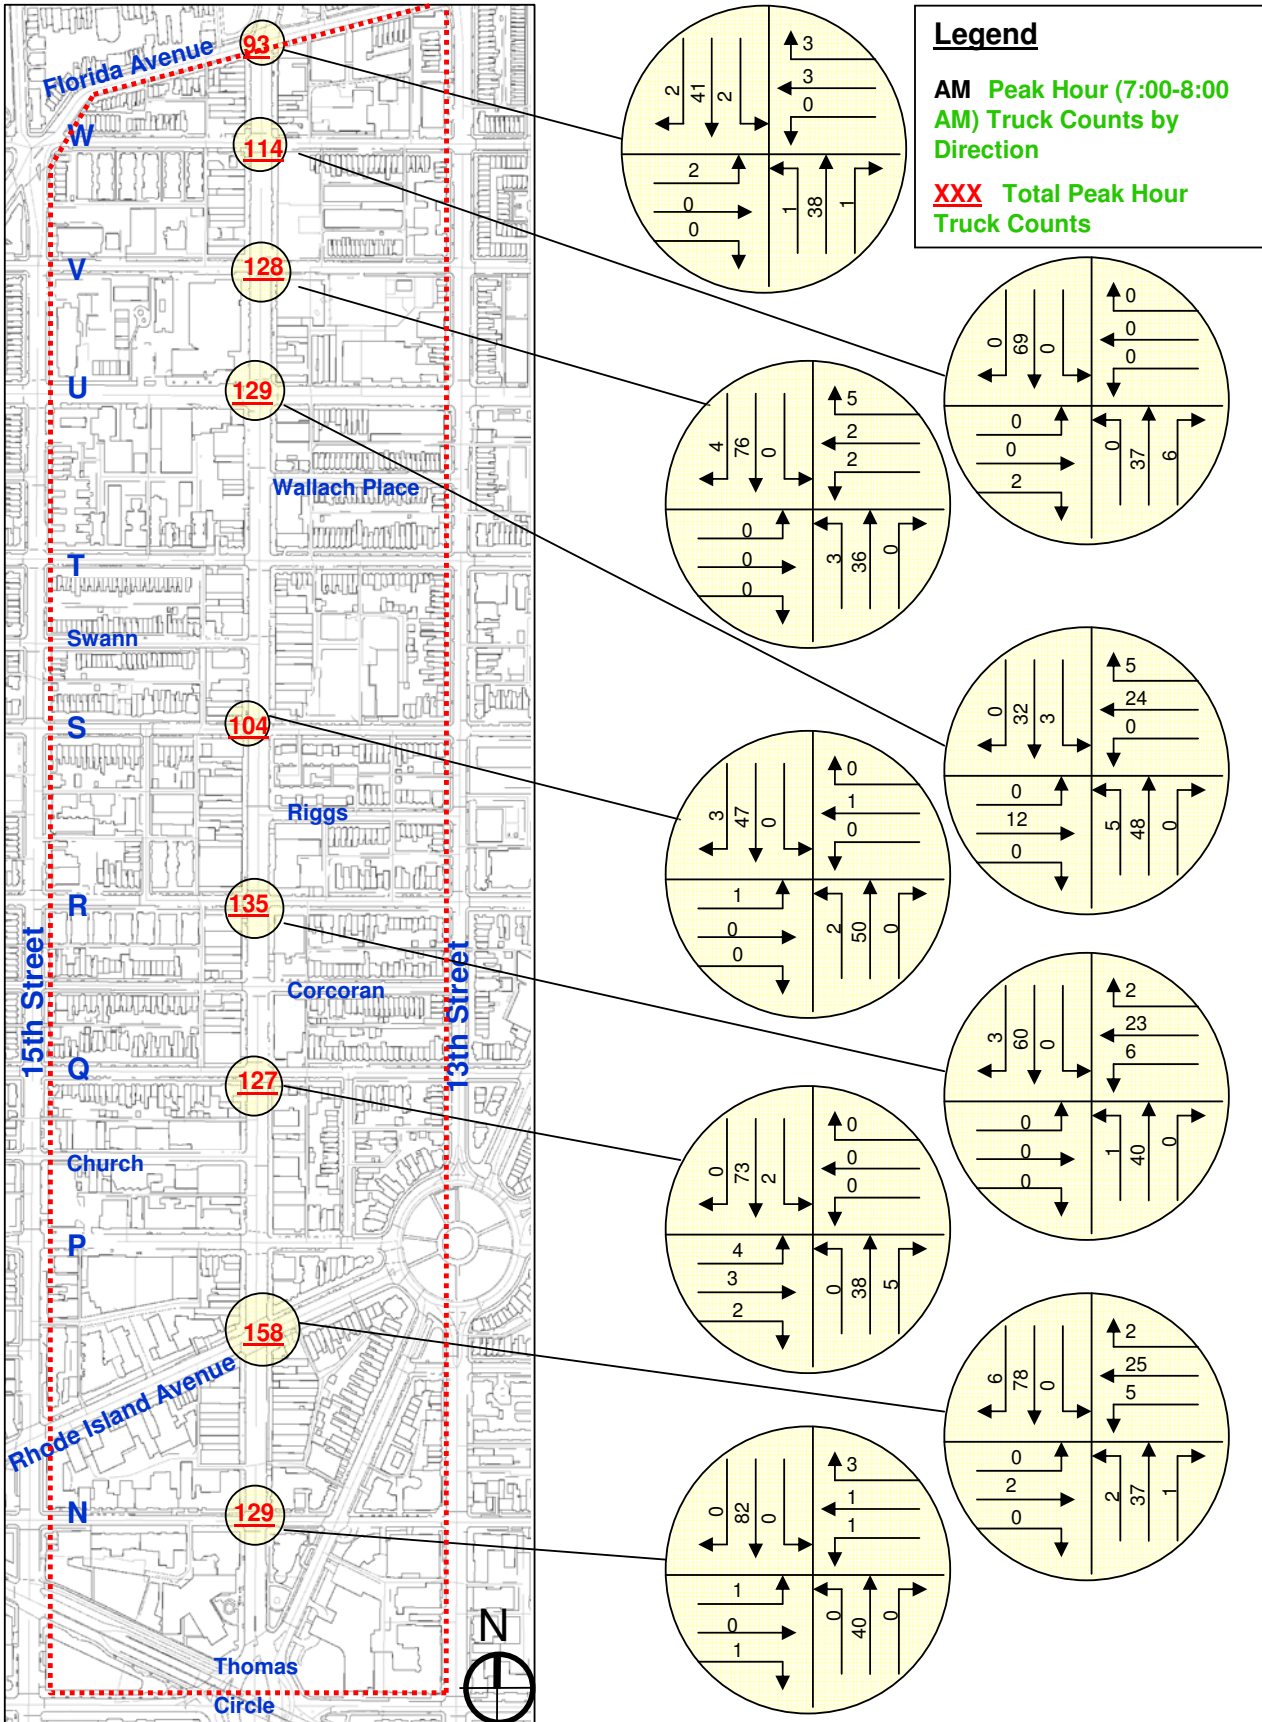 Legend
AM Peak Hour (7:00-8:00
AM) Truck Counts by
Direction
XXX Total Peak Hour
Truck Counts
Florida Avenue
93
W
114
V
128
U
129
Wallach Place
T
Swann
S
104
Riggs
R
135
15th Street
13th Street
Corcoran
Q
127
Church
P
158
Rhode Island Avenue
N
129
N
Thomas
Circle
2 41 2
3
3
0
2
0
0
1 38 1
0 69 0
0
0
0
0
0
2
0 37 6
4 76 0
5
2
2
0
0
0
3 36 0
0 32 3
5
24
0
0
12
0
5 48 0
3 47 0
0
1
0
1
0
0
2 50 0
3 60 0
2
23
6
0
0
0
1 40 0
0 73 2
0
0
0
4
3
2
0 38 5
6 78 0
2
25
5
0
2
0
2 37 1
0 82 0
3
1
1
1
0
1
0 40 0